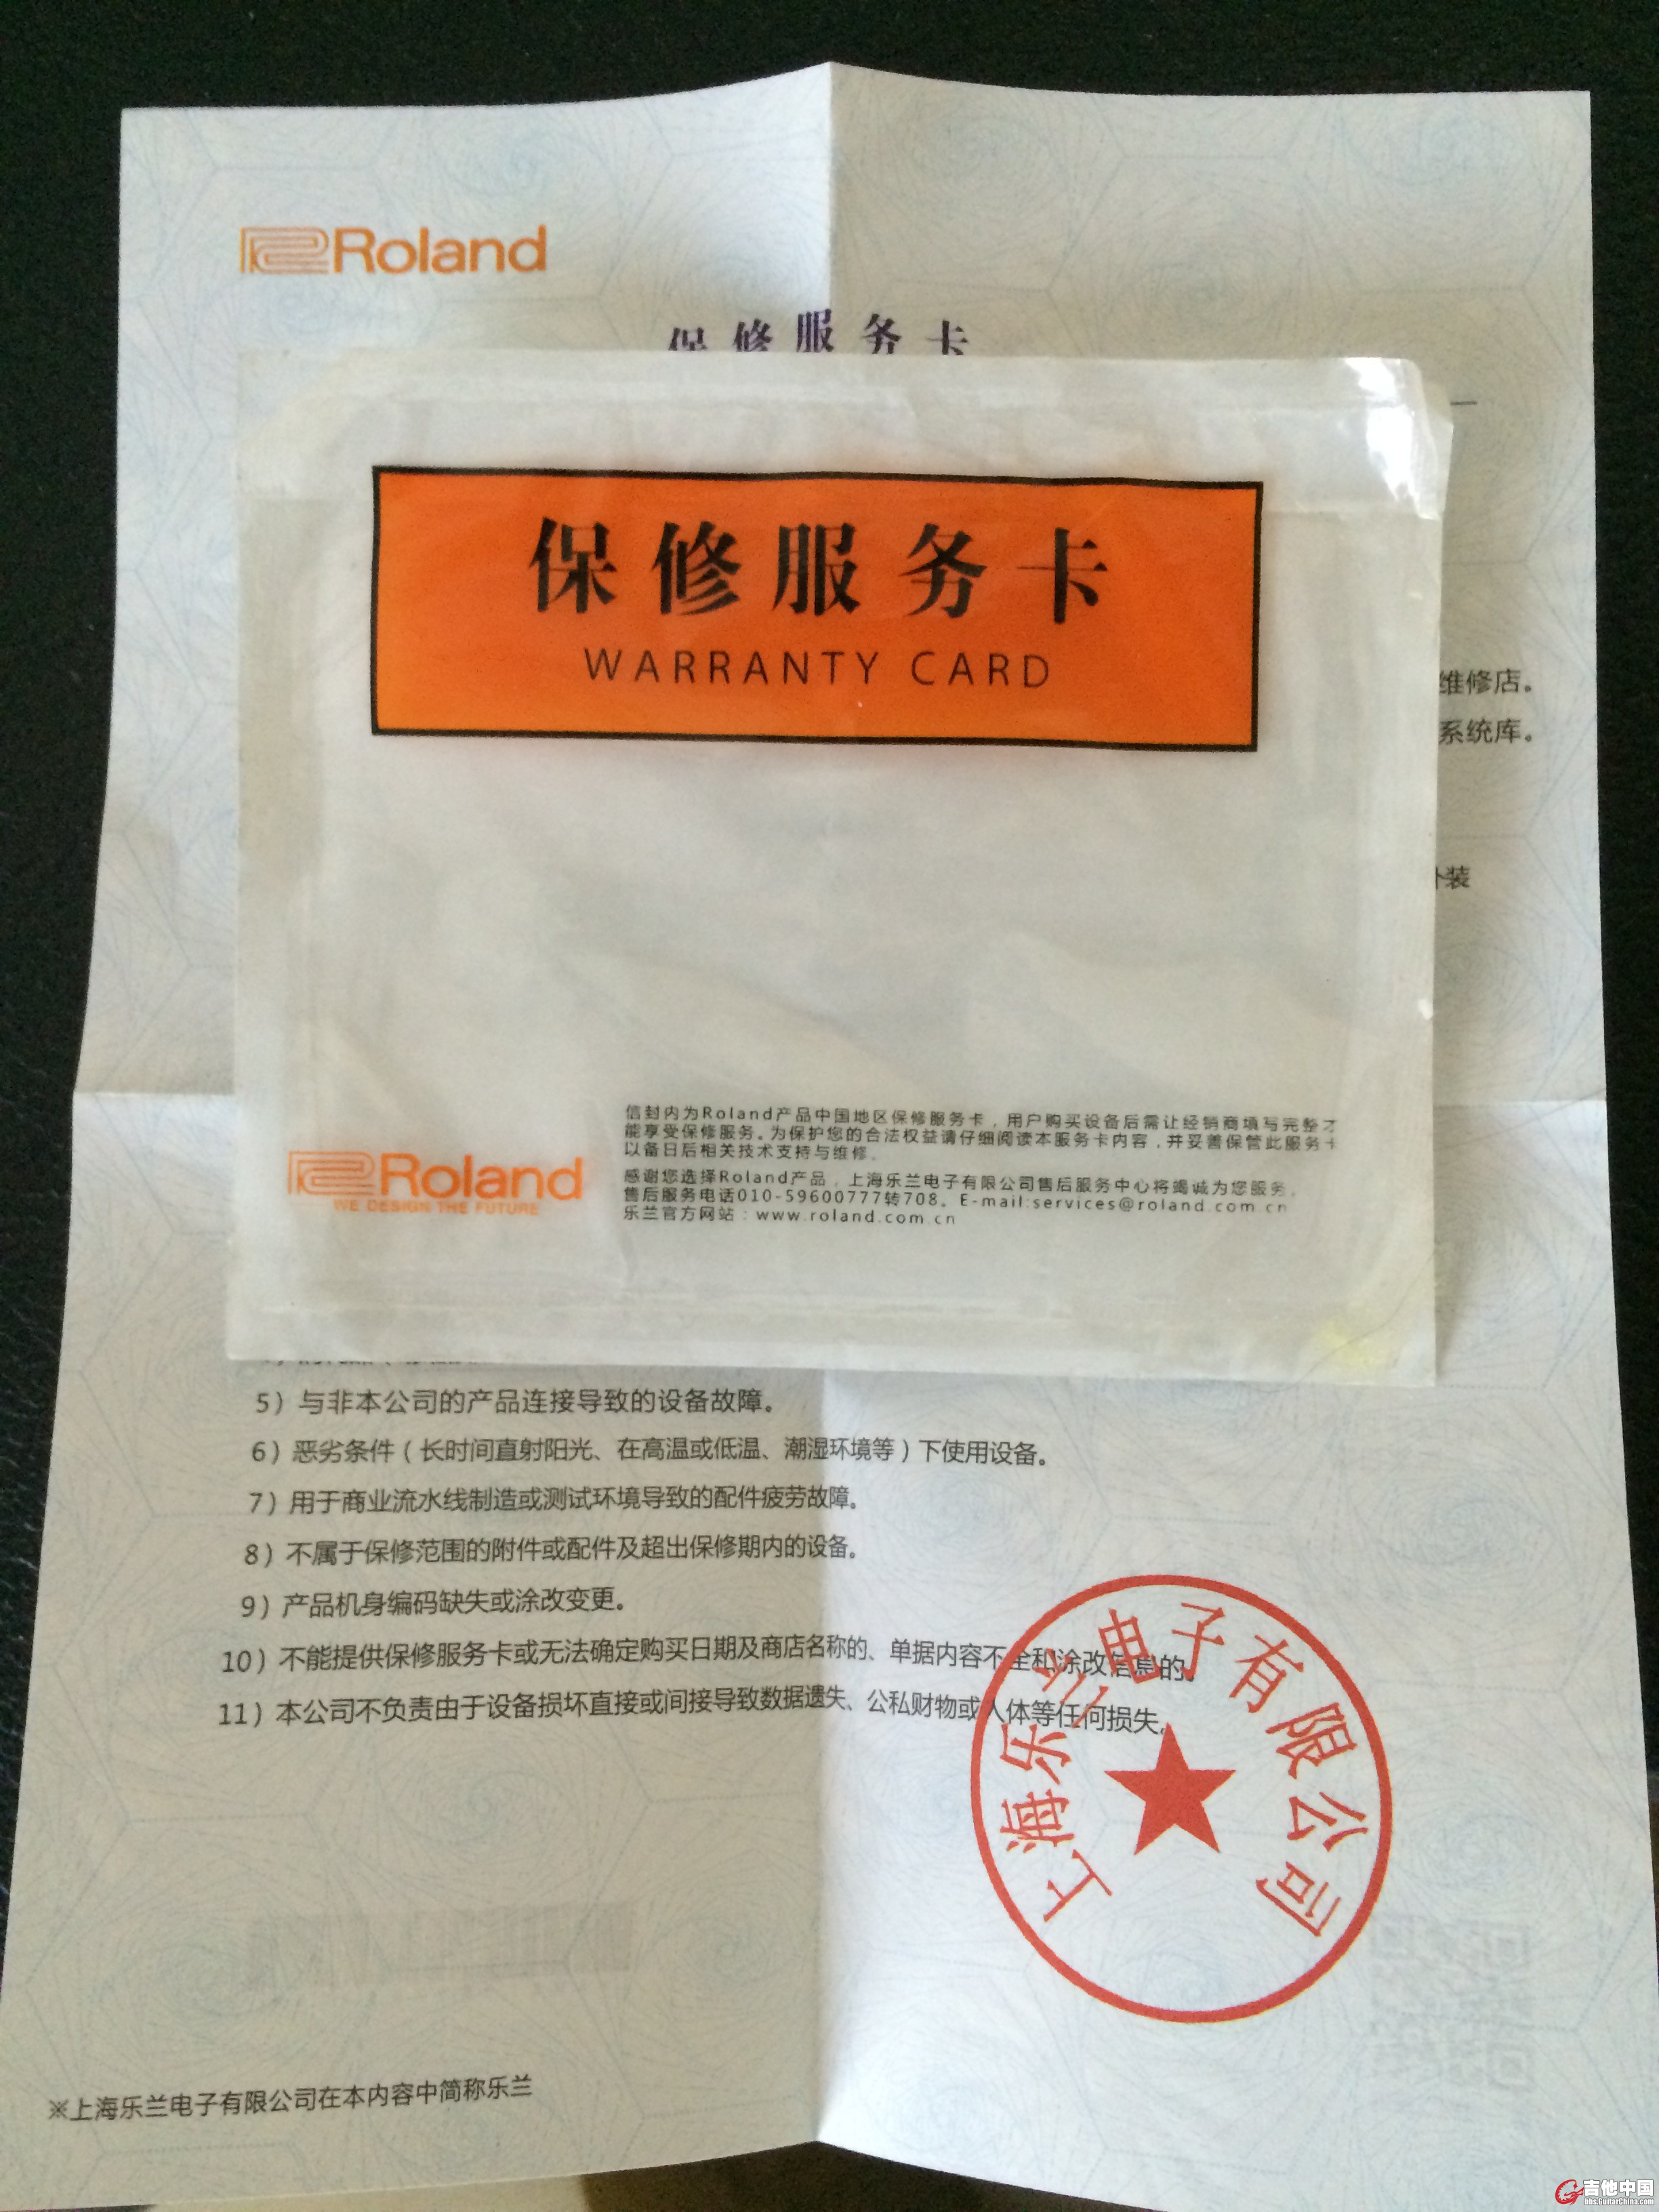 Roland
保修服务卡
保修服务卡
WARRANTY CARD
维修店。
系统库。
外装
信封内为Roland产品中国地区保修服务卡，用户购买设备后需让经销商填写完整才
能享受保修服务。为保护您的合法权益请仔细阅读本服务卡内容，并妥善保管此服务卡
以备日后相关技术支持与维修。
感谢您选择Roland产品，上海乐兰电子有限公司售后服务中心将竭诚为您服务。
售后服务电话010-59600777转708。E-mail:services@roland.com.cn
乐兰官方网站：www.roland.com.cn
Roland
WE DESIGN THE FUTURE
5）与非本公司的产品连接导致的设备故障。
6）恶劣条件（长时间直射阳光、在高温或低温、潮湿环境等）下使用设备。
7）用于商业流水线制造或测试环境导致的配件疲劳故障。
8）不属于保修范围的附件或配件及超出保修期内的设备。
9）产品机身编码缺失或涂改变更。
10）不能提供保修服务卡或无法确定购买日期及商店名称的、单据内容不全和涂改信息的。
11）本公司不负责由于设备损坏直接或间接导致数据遗失、公私财物或人体等任何损失。
上海乐兰电子有限公司
※上海乐兰电子有限公司在本内容中简称乐兰
吉他中国
bbs.GuitarChina.com